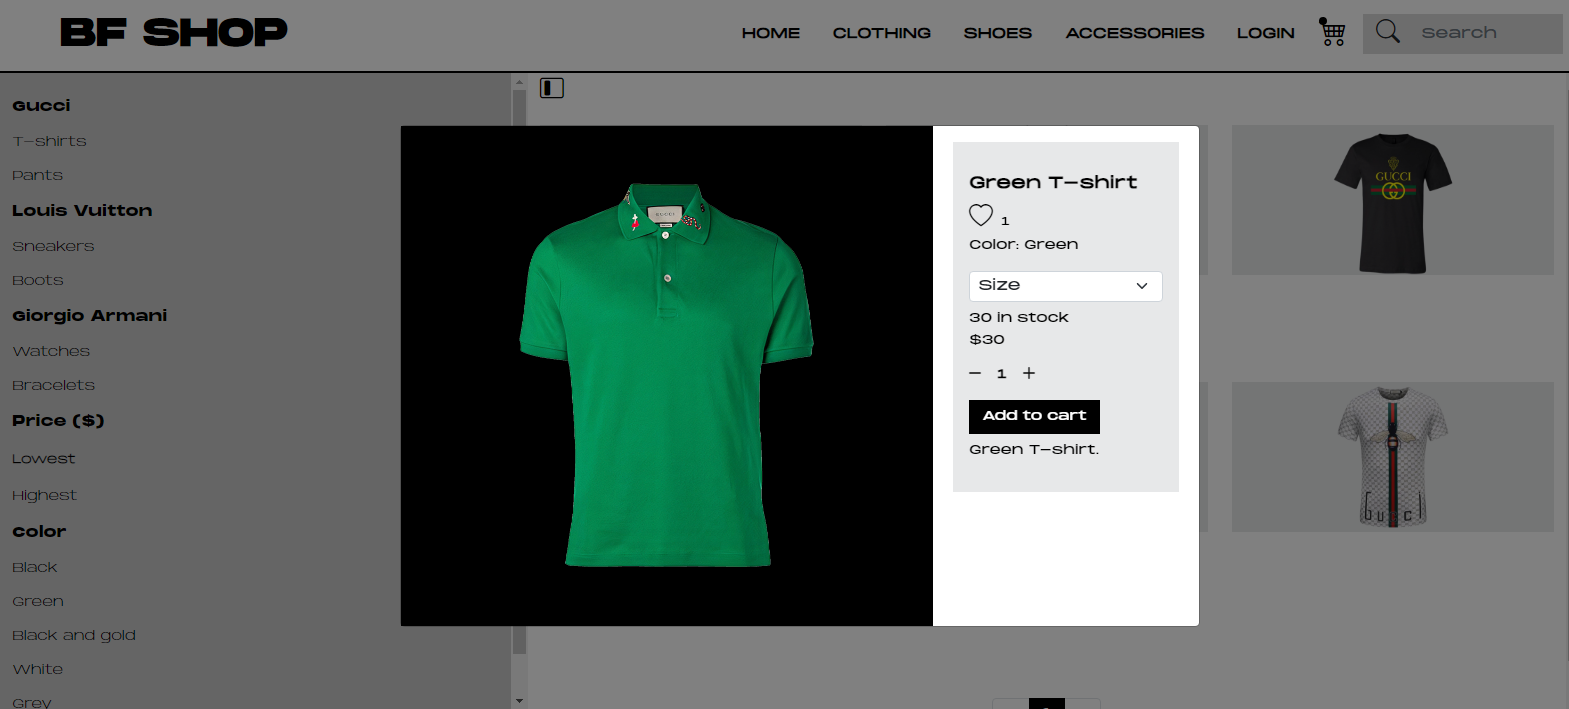 BF SHOP
HOME
CLOTHING
SHOES
ACCESSORIES
LOGIN
Search
Gucci
T-shirts
Pants
Louis Vuitton
Sneakers
Boots
Giorgio Armani
Watches
Bracelets
Price ($)
Lowest
Highest
Color
Black
Green
Black and gold
White
Grey
GUCCI
Green T-shirt
1
Color: Green
Size
30 in stock
$30
− 1 +
Add to cart
Green T-shirt.
GUCCI
GUCCI